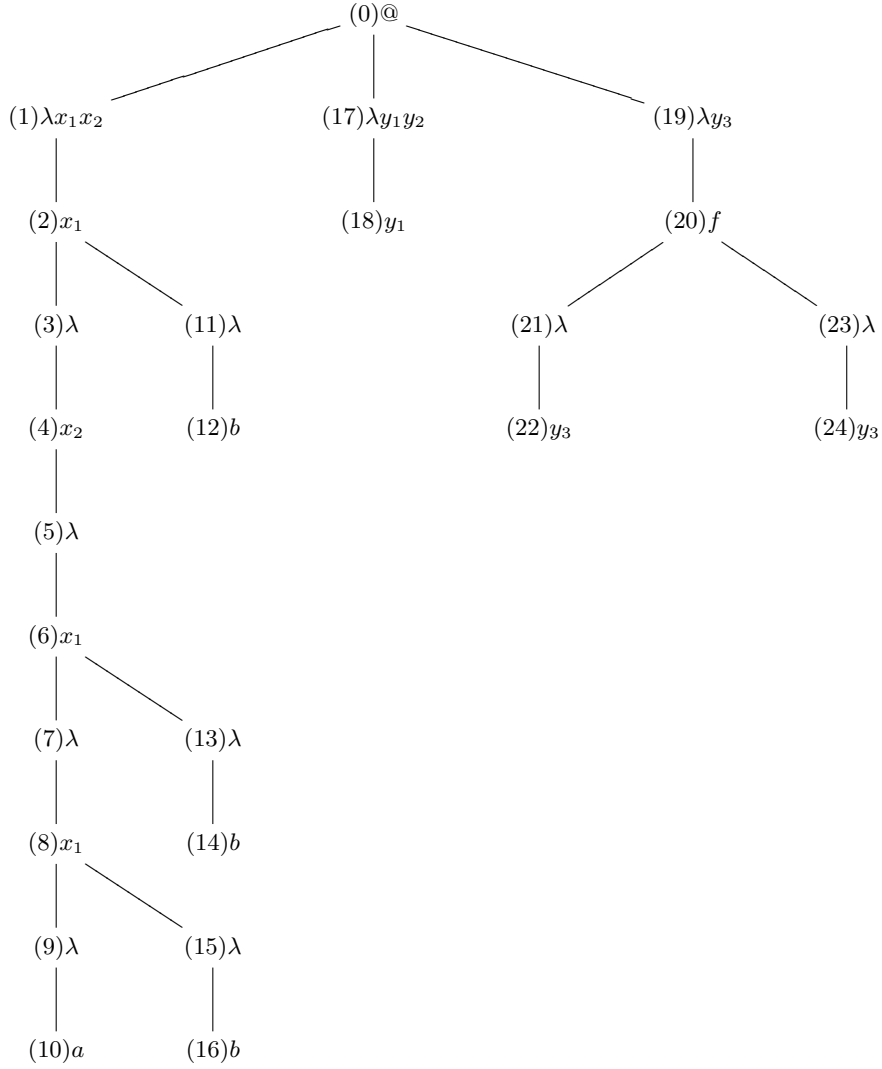 (0)@
(1)λx₁x₂ (17)λy₁y₂ (19)λy₃
(2)x₁ (18)y₁ (20)f
(3)λ (11)λ (21)λ (23)λ
(4)x₂ (12)b (22)y₃ (24)y₃
(5)λ
(6)x₁
(7)λ (13)λ
(8)x₁ (14)b
(9)λ (15)λ
(10)a (16)b